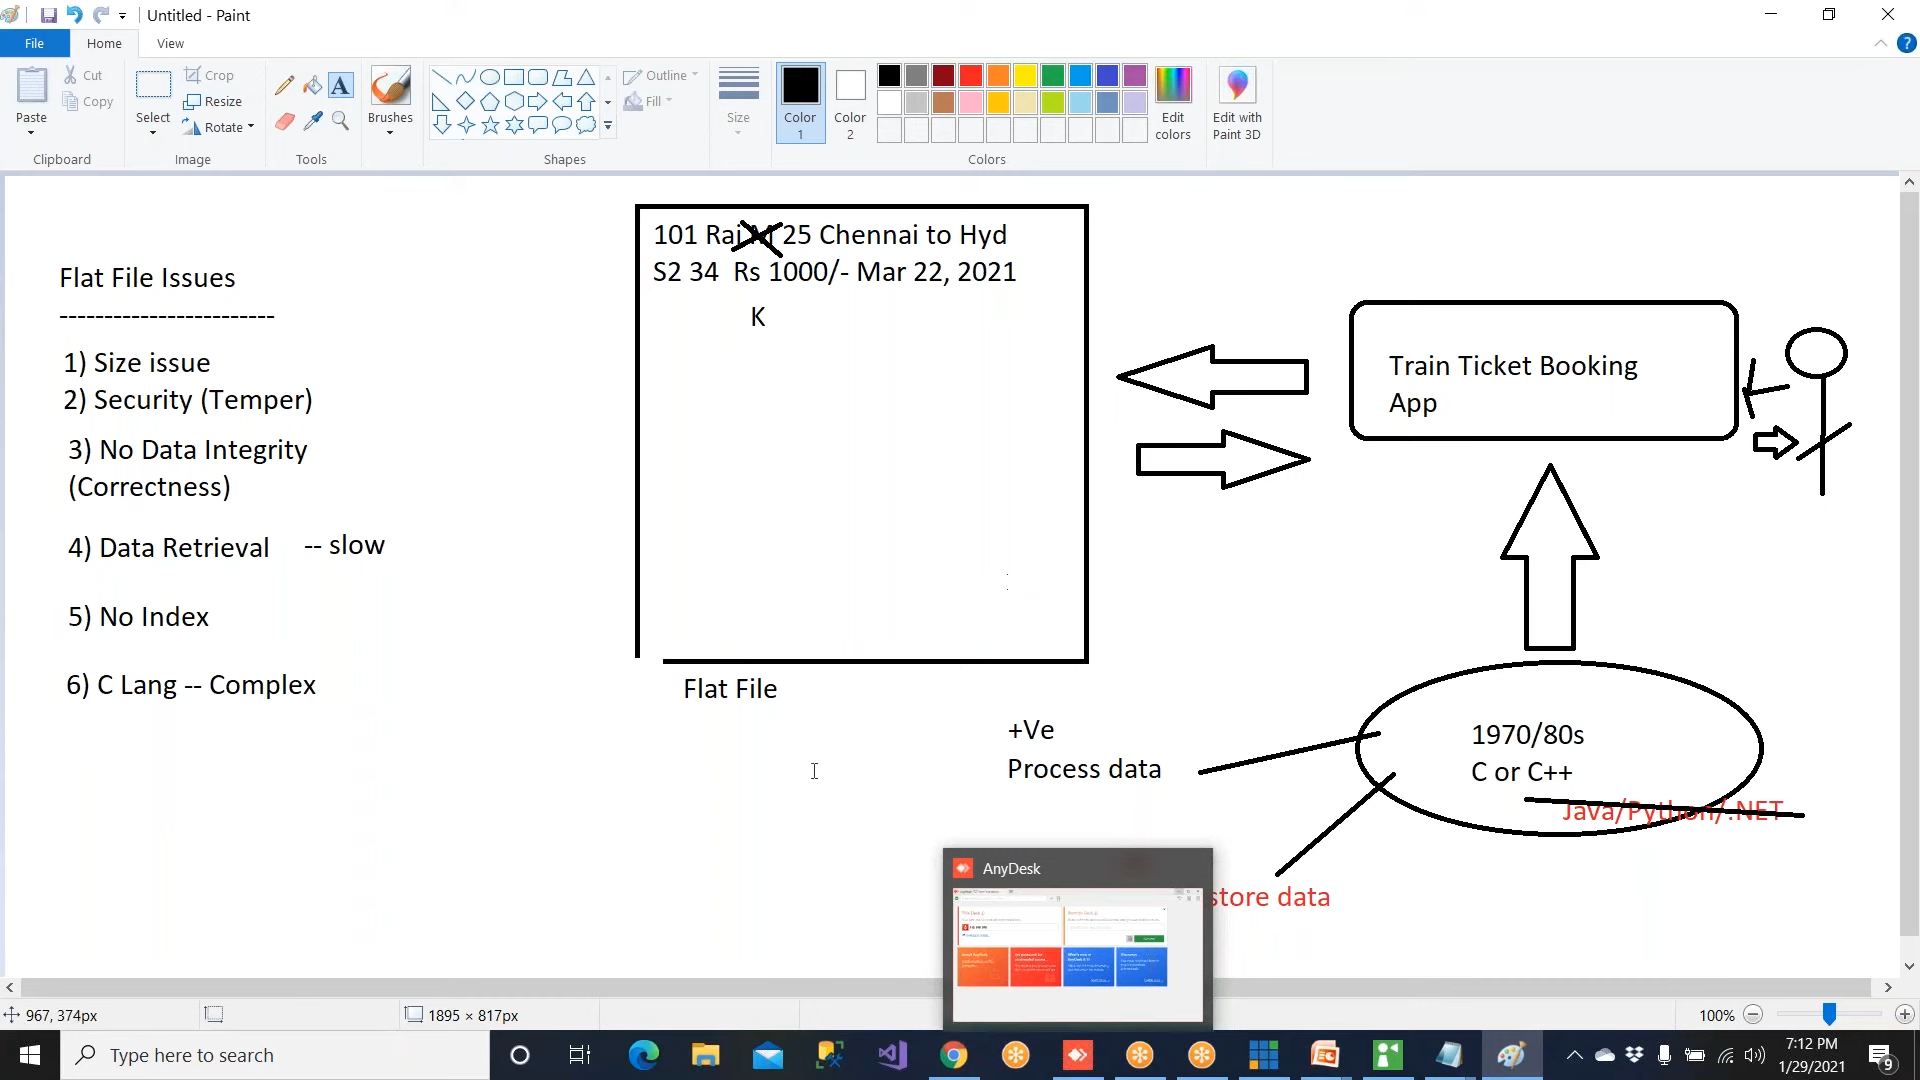 Untitled - Paint
File
Home
View
Paste
Cut
Copy
Clipboard
Select
Crop
Resize
Rotate
Image
Tools
Brushes
Shapes
Outline
Fill
Size
Color
1
Color
2
Edit
colors
Colors
Edit with
Paint 3D
Flat File Issues
------------------------
1) Size issue
2) Security (Temper)
3) No Data Integrity
(Correctness)
4) Data Retrieval -- slow
5) No Index
6) C Lang -- Complex
101 Raj M 25 Chennai to Hyd
S2 34 Rs 1000/- Mar 22, 2021
K
Flat File
Train Ticket Booking
App
+Ve
Process data
1970/80s
C or C++
Java/Python/.NET
store data
AnyDesk
967, 374px
1895 × 817px
100%
Type here to search
7:12 PM
1/29/2021
9